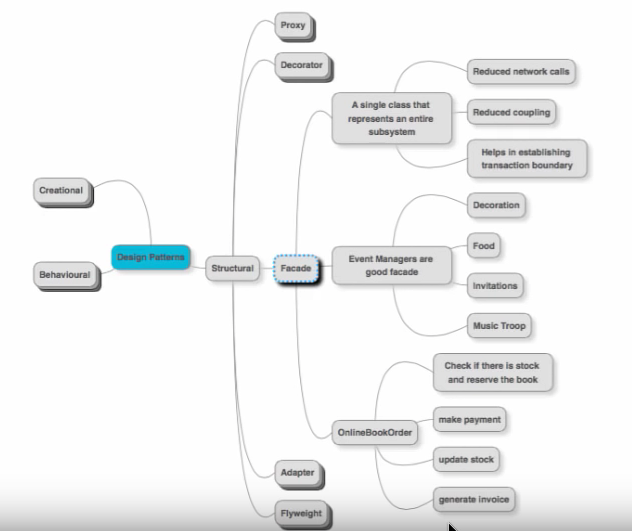 Proxy
Decorator
A single class that
represents an entire
subsystem
Reduced network calls
Reduced coupling
Helps in establishing
transaction boundary
Creational
Behavioural
Design Patterns
Structural
Facade
Event Managers are
good facade
Decoration
Food
Invitations
Music Troop
OnlineBookOrder
Check if there is stock
and reserve the book
make payment
update stock
generate invoice
Adapter
Flyweight